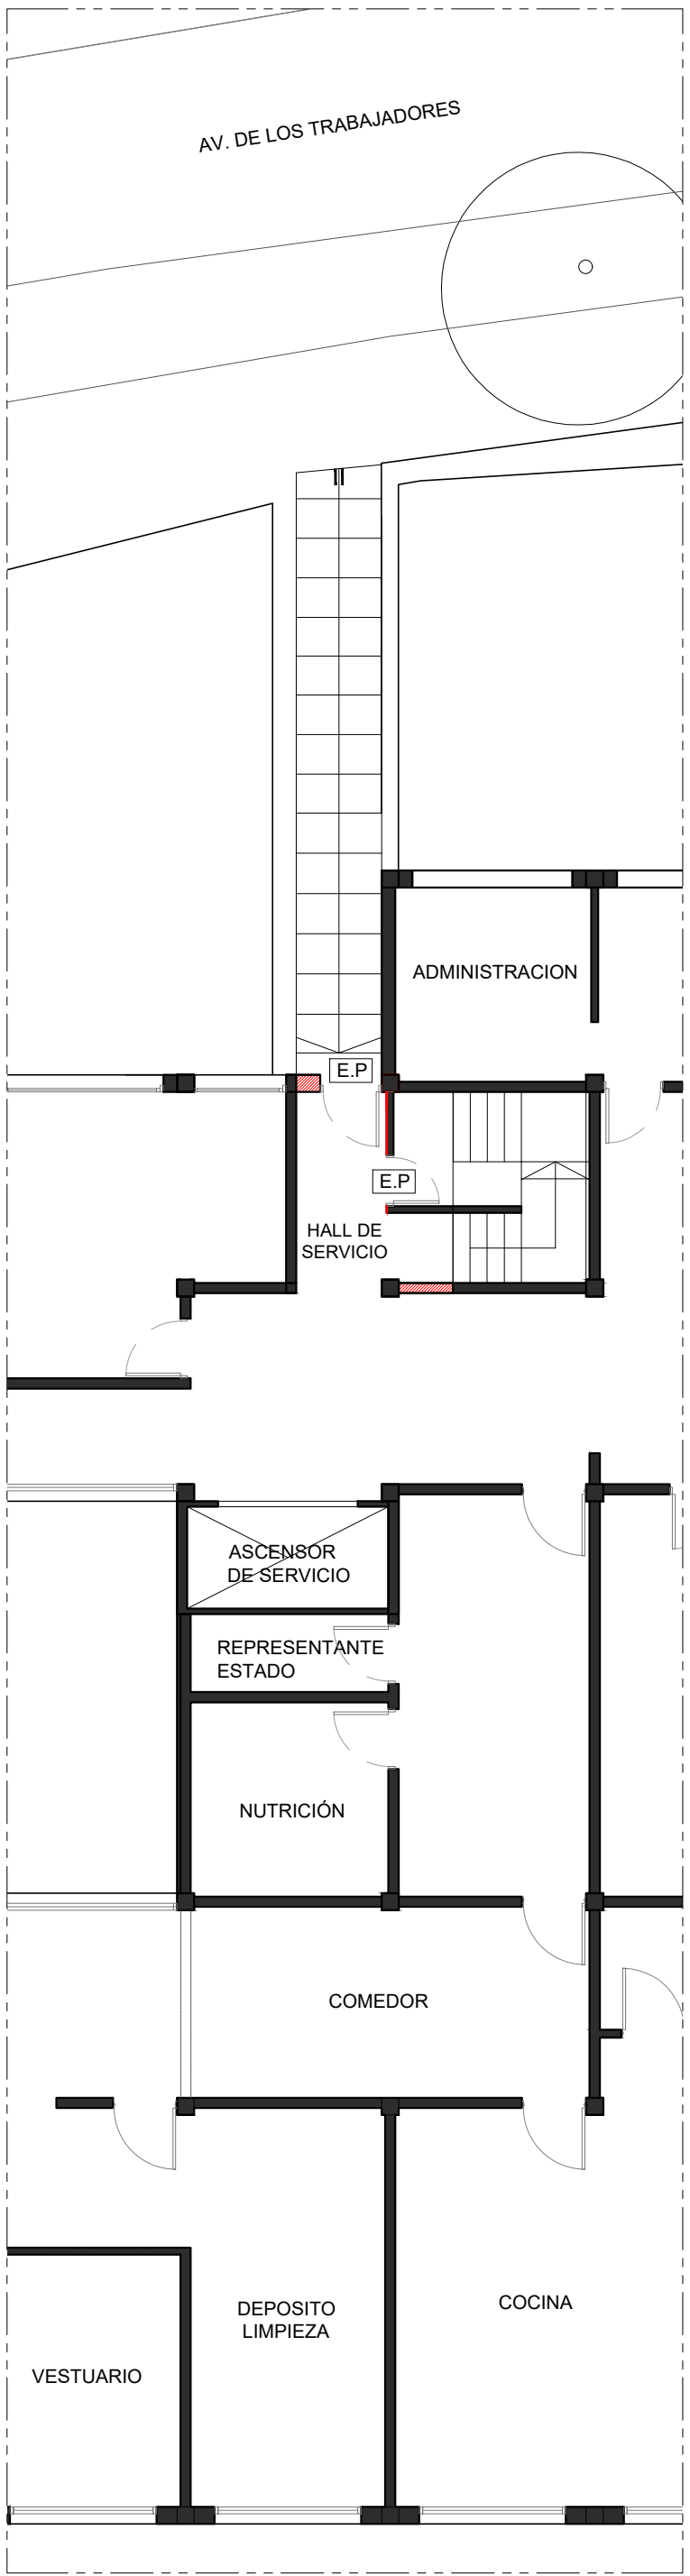 AV. DE LOS TRABAJADORES
ADMINISTRACION
E.P
E.P
HALL DE
SERVICIO
ASCENSOR
DE SERVICIO
REPRESENTANTE
ESTADO
NUTRICIÓN
COMEDOR
COCINA
DEPOSITO
LIMPIEZA
VESTUARIO